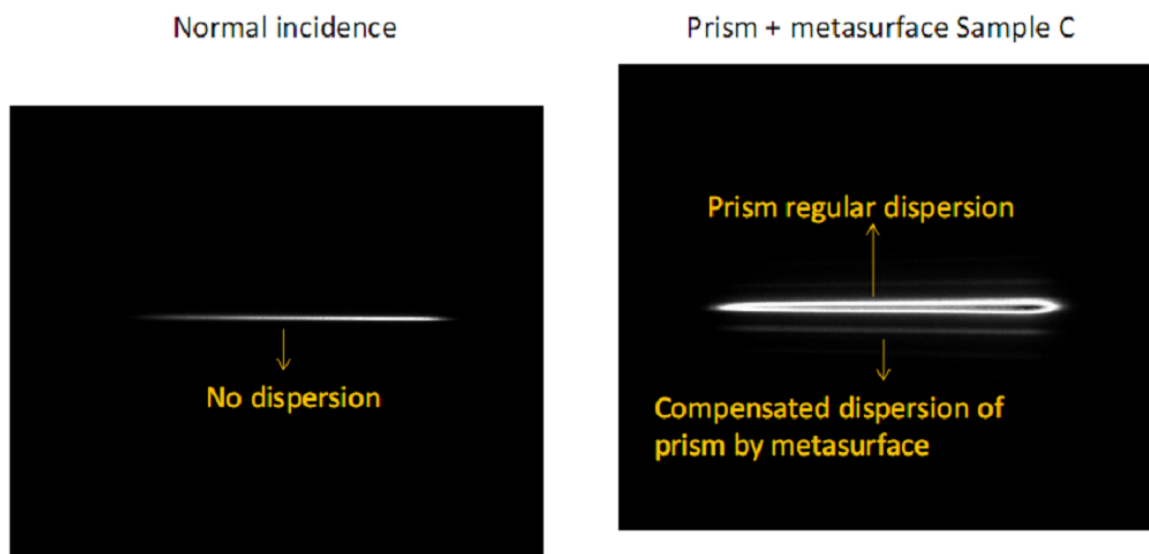 Normal incidence
Prism + metasurface Sample C
No dispersion
Prism regular dispersion
Compensated dispersion of
prism by metasurface